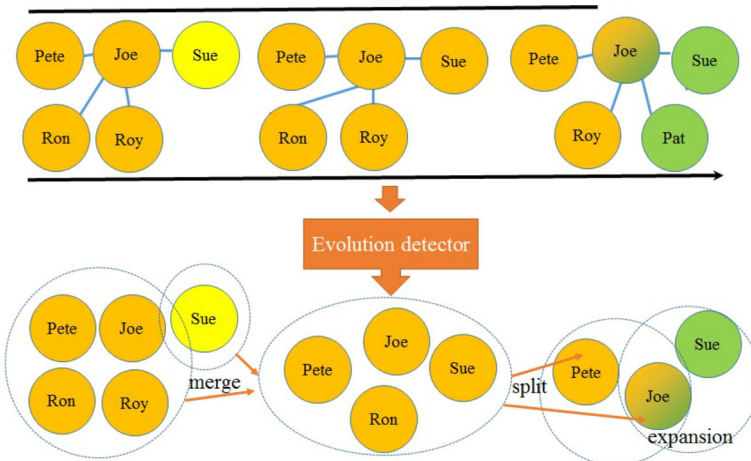 Pete Joe Sue Pete Joe Sue Pete Joe Sue
Ron Roy Ron Roy Roy Pat
Evolution detector
Pete Joe Sue
Ron Roy
merge
Pete Joe Sue
Ron
split
Pete Joe Sue
expansion